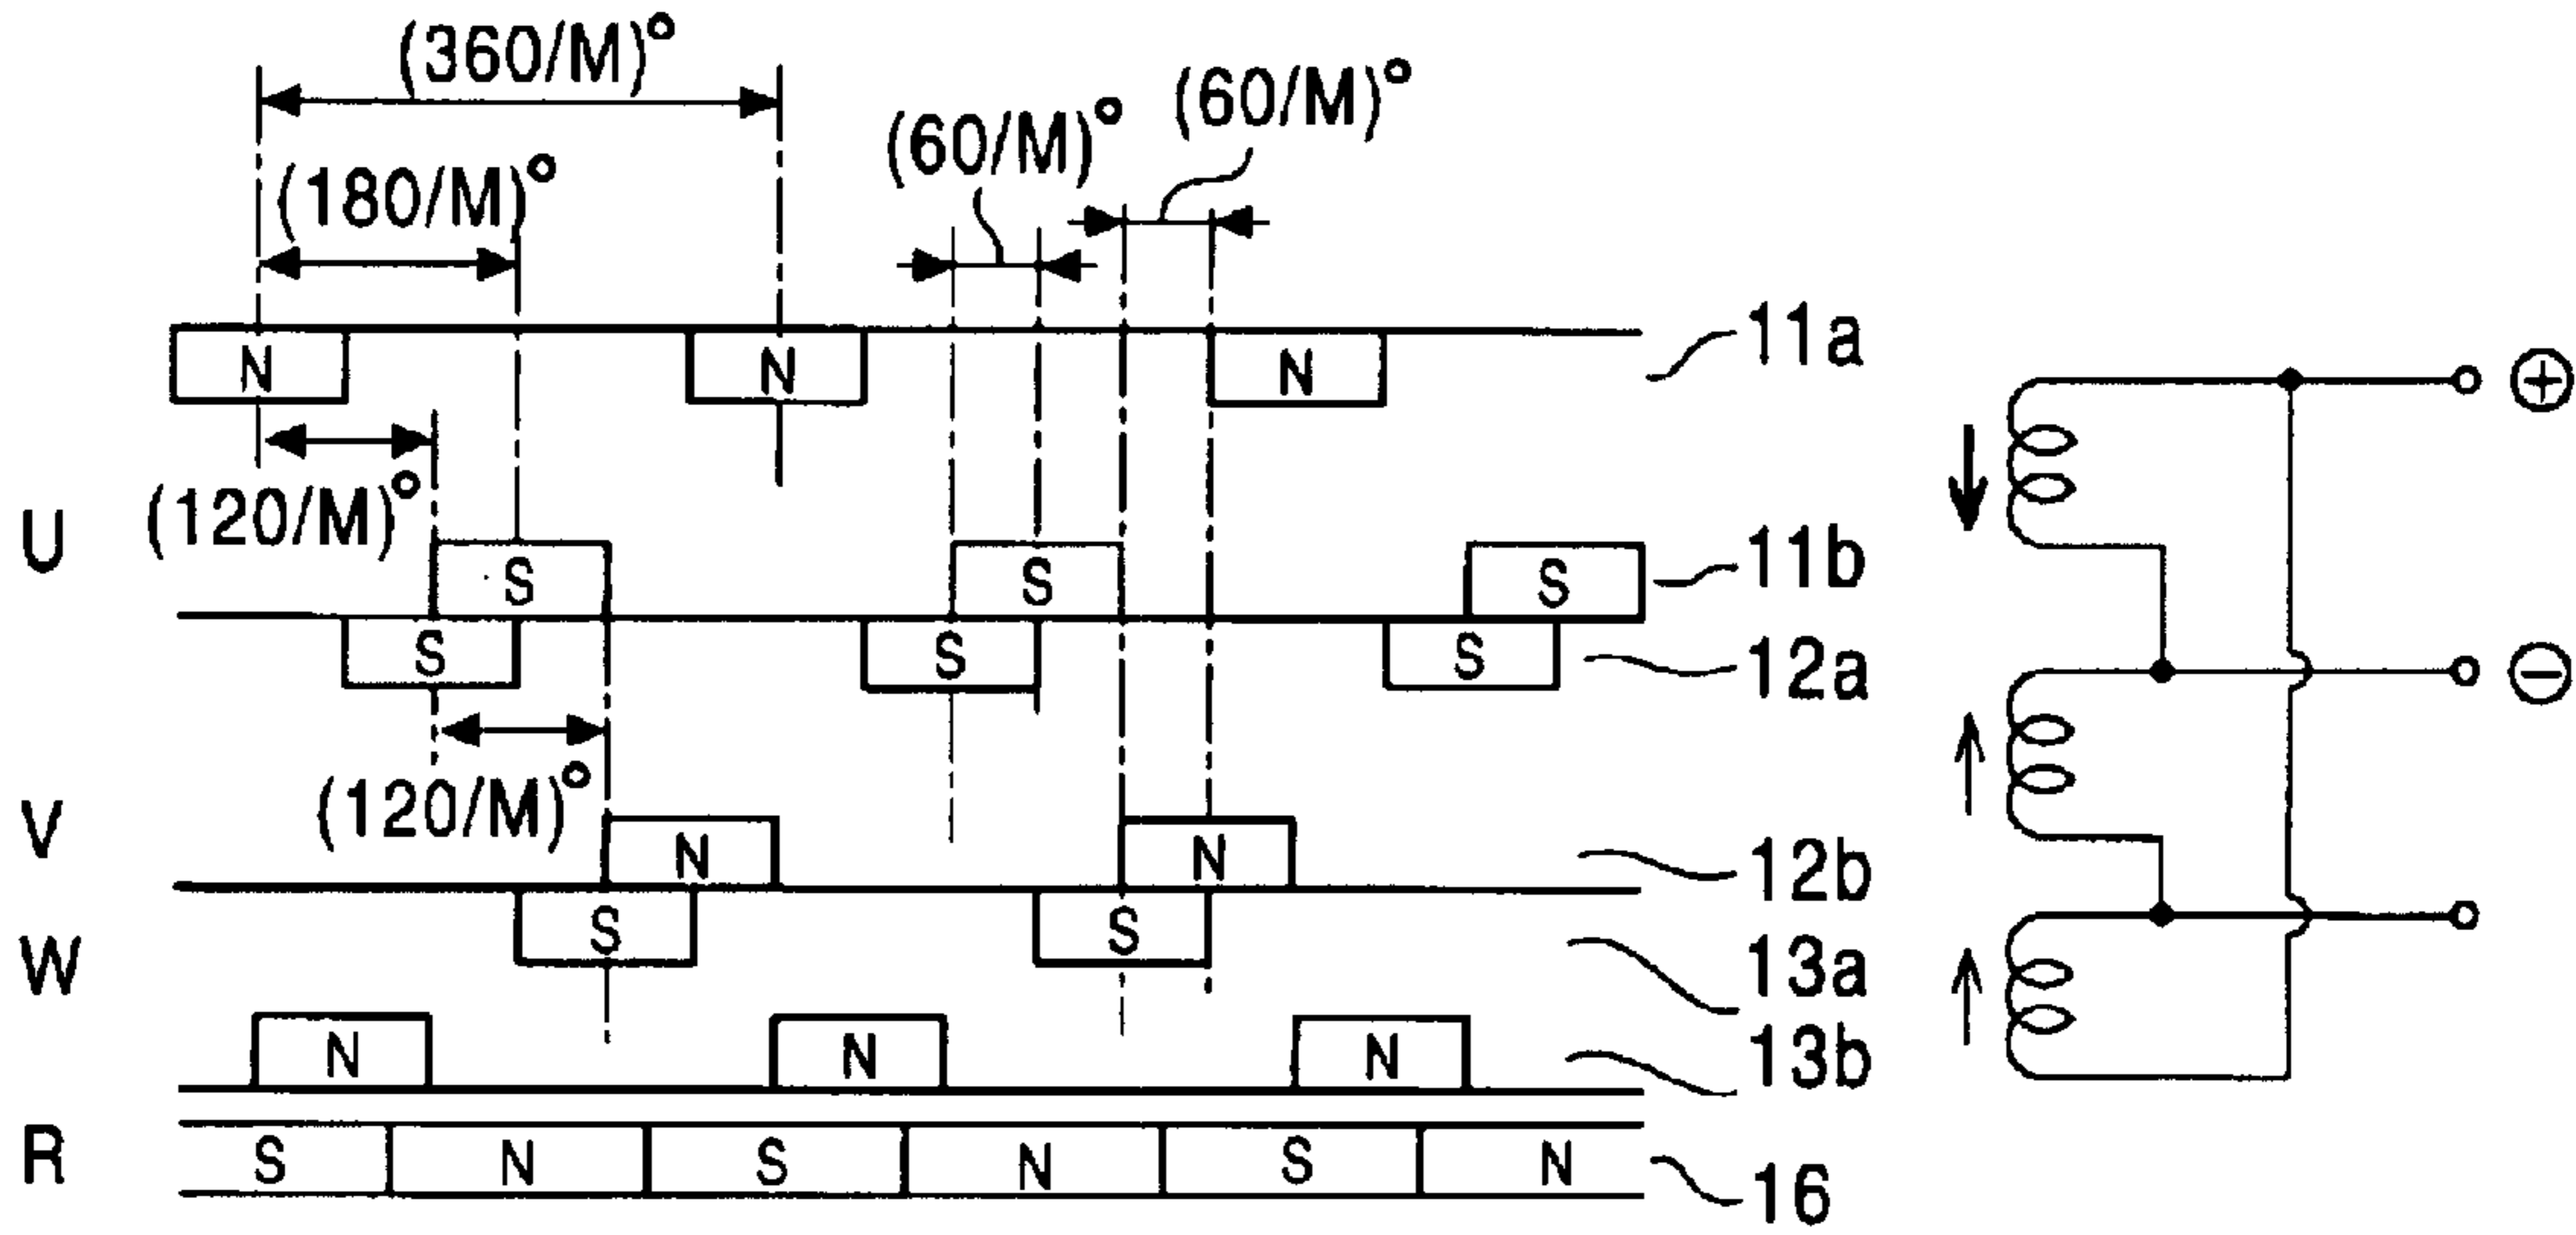 (360/M)°
(60/M)°
(60/M)°
(180/M)°
N N N 11a
⊕
(120/M)°
U
S S S 11b
S S S 12a
⊖
(120/M)°
V
N N 12b
W
S S 13a
N N N 13b
R
S N S N S N 16